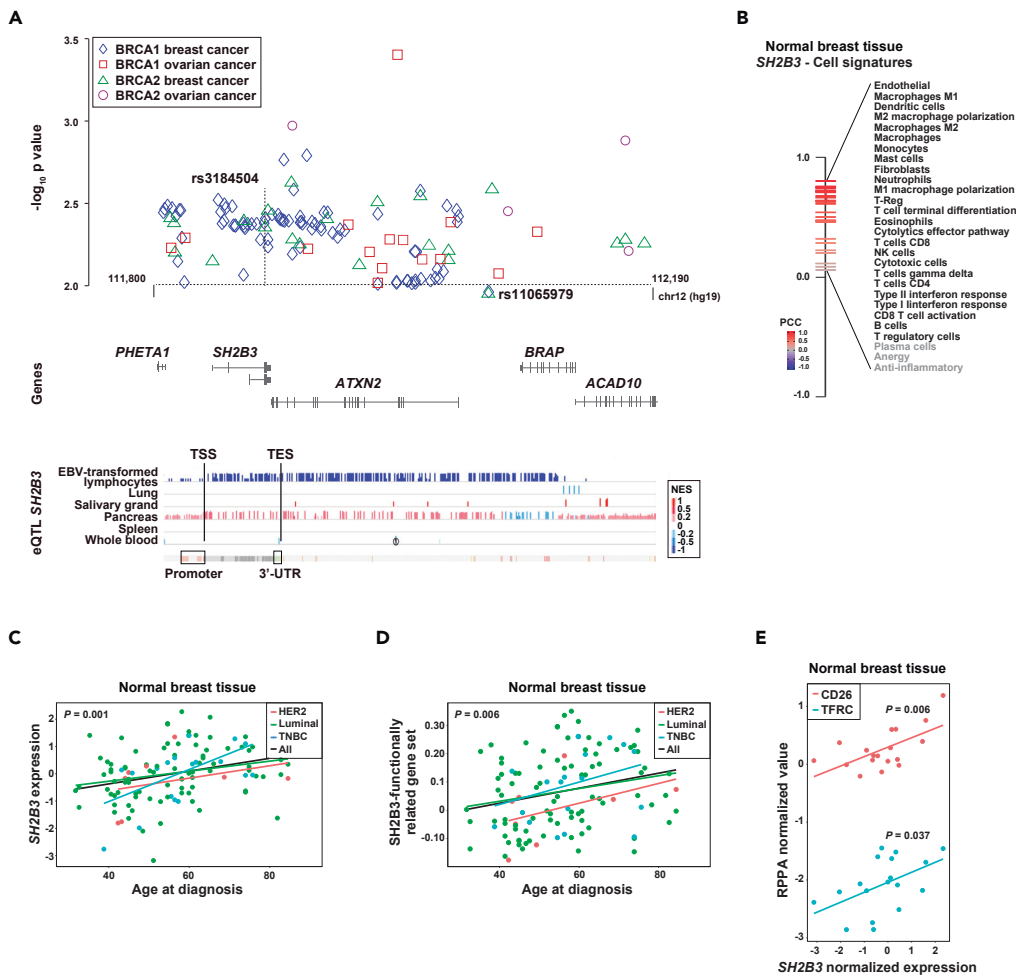 A
3.5
3.0
2.5
2.0
-log10 p value
BRCA1 breast cancer
BRCA1 ovarian cancer
BRCA2 breast cancer
BRCA2 ovarian cancer
rs3184504
111,800
112,190
rs11065979
chr12 (hg19)
Genes
PHETA1
SH2B3
BRAP
ATXN2
ACAD10
eQTL SH2B3
TSS
TES
EBV-transformed
lymphocytes
Lung
Salivary grand
Pancreas
Spleen
Whole blood
Promoter
3'-UTR
NES
1
0.5
0.2
0
-0.2
-0.5
-1
B
Normal breast tissue
SH2B3 - Cell signatures
1.0
0.0
-1.0
PCC
1.0
0.5
0.0
-0.5
-1.0
Endothelial
Macrophages M1
Dendritic cells
M2 macrophage polarization
Macrophages M2
Macrophages
Monocytes
Mast cells
Fibroblasts
Neutrophils
M1 macrophage polarization
T-Reg
T cell terminal differentiation
Eosinophils
Cytolytics effector pathway
T cells CD8
NK cells
Cytotoxic cells
T cells gamma delta
T cells CD4
Type II interferon response
Type I Iinterferon response
CD8 T cell activation
B cells
T regulatory cells
Plasma cells
Anergy
Anti-inflammatory
C
Normal breast tissue
P = 0.001
HER2
Luminal
TNBC
All
SH2B3 expression
2
1
0
-1
-2
-3
40
60
80
Age at diagnosis
D
Normal breast tissue
P = 0.006
HER2
Luminal
TNBC
All
SH2B3-functionally
related gene set
0.30
0.20
0.1
0
-0.10
40
60
80
Age at diagnosis
E
Normal breast tissue
CD26
TFRC
P = 0.006
P = 0.037
RPPA normalized value
1
0
-1
-2
-3
-3
-2
-1
0
1
2
SH2B3 normalized expression